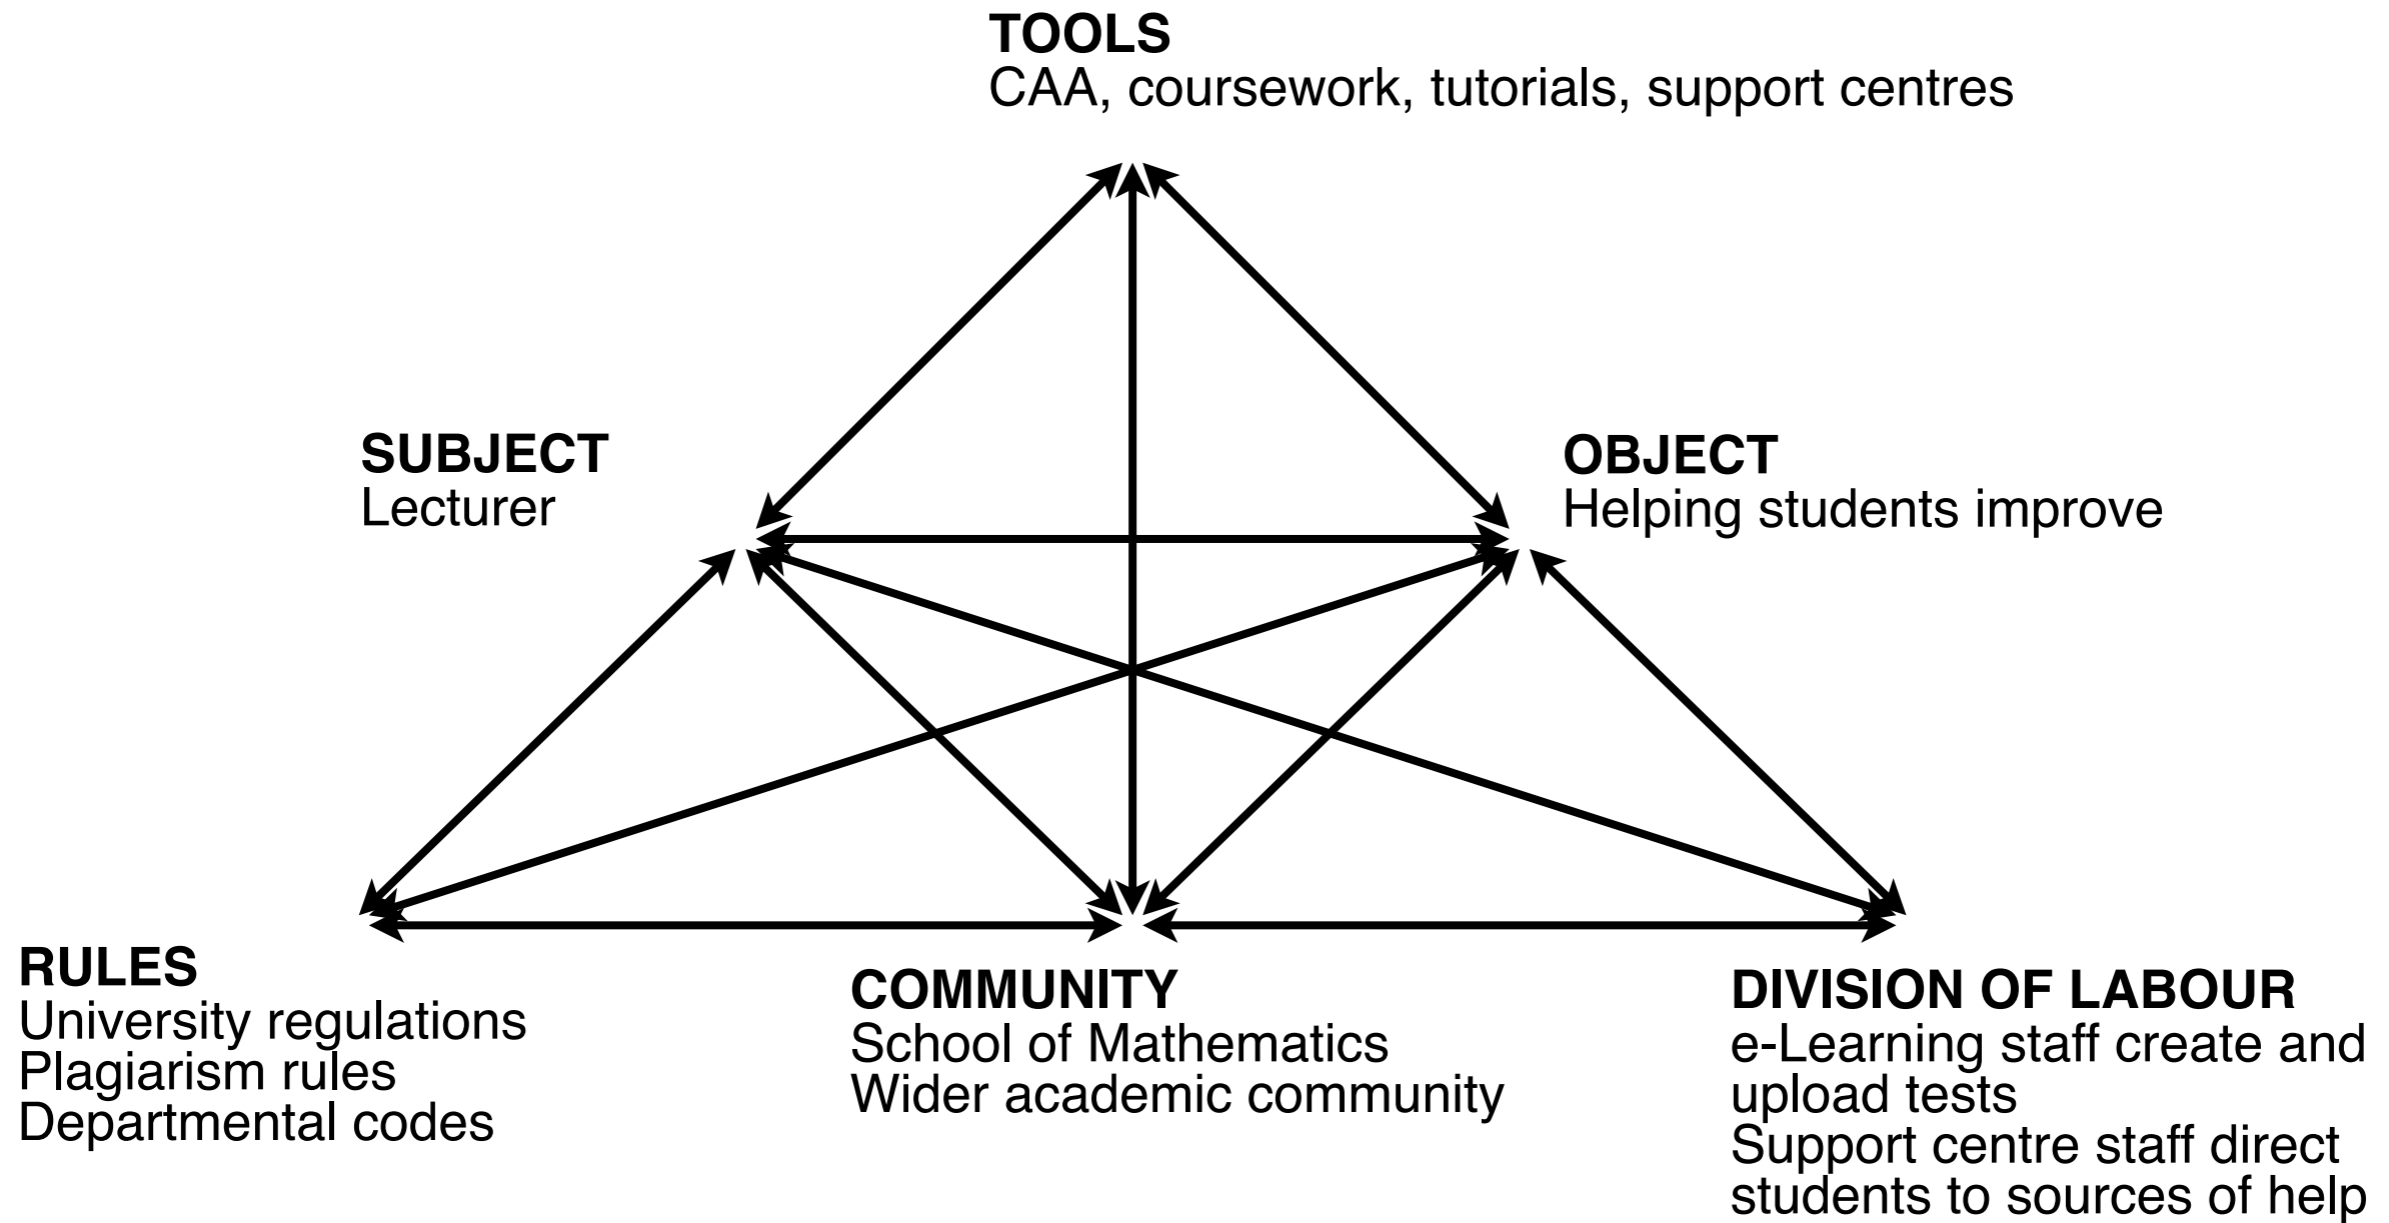 TOOLS
CAA, coursework, tutorials, support centres
SUBJECT
Lecturer
OBJECT
Helping students improve
RULES
University regulations
Plagiarism rules
Departmental codes
COMMUNITY
School of Mathematics
Wider academic community
DIVISION OF LABOUR
e-Learning staff create and
upload tests
Support centre staff direct
students to sources of help